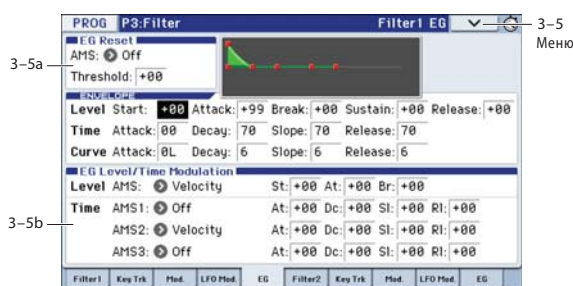 PROG P3:Filter Filter1 EG 3–5 Меню
EG Reset
AMS: Off
3–5a
Threshold: +00
ENVELOPE
Level Start: +00 Attack: +99 Break: +00 Sustain: +00 Release: +00
Time Attack: 00 Decay: 70 Slope: 70 Release: 70
Curve Attack: 0L Decay: 6 Slope: 6 Release: 6
EG Level/Time Modulation
Level AMS: Velocity St: +00 At: +00 Br: +00
3–5b
Time AMS1: Off At: +00 Dc: +00 Sl: +00 Rl: +00
AMS2: Velocity At: +00 Dc: +00 Sl: +00 Rl: +00
AMS3: Off At: +00 Dc: +00 Sl: +00 Rl: +00
Filter1 Key Trk Mod. LFO Mod. EG Filter2 Key Trk Mod. LFO Mod. EG